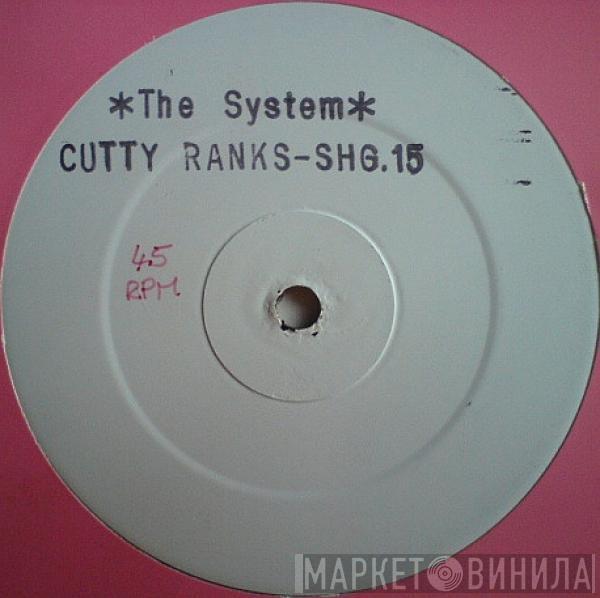 *The System*
CUTTY RANKS-SHG.15
45
RPM
МАРКЕТ ВИНИЛА